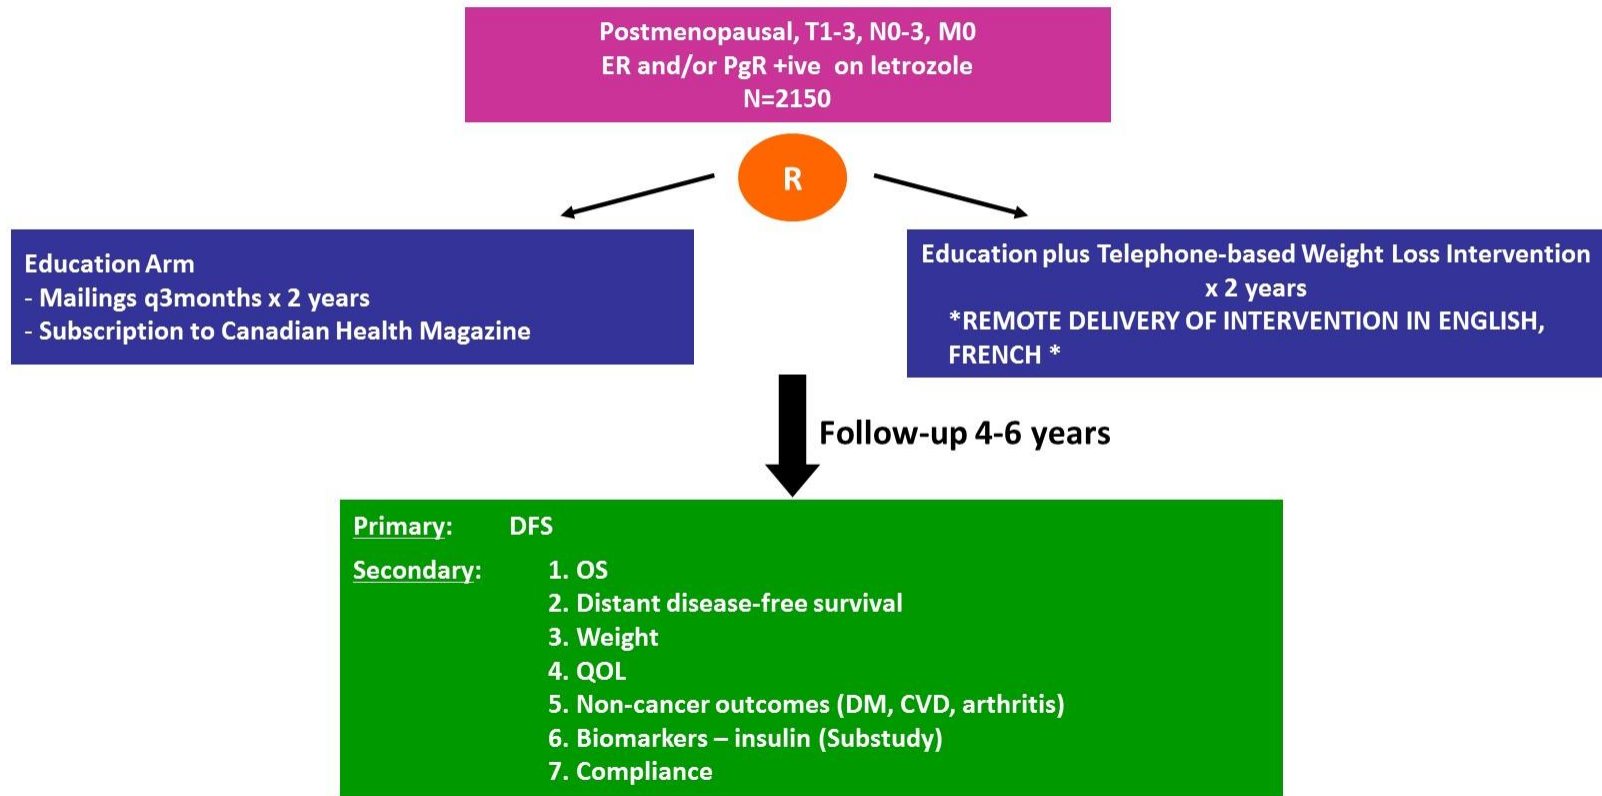 Postmenopausal, T1-3, N0-3, M0
ER and/or PgR +ive on letrozole
N=2150
R
Education Arm
- Mailings q3months x 2 years
- Subscription to Canadian Health Magazine
Education plus Telephone-based Weight Loss Intervention
x 2 years
*REMOTE DELIVERY OF INTERVENTION IN ENGLISH,
FRENCH *
Follow-up 4-6 years
Primary: DFS
Secondary: 1. OS
2. Distant disease-free survival
3. Weight
4. QOL
5. Non-cancer outcomes (DM, CVD, arthritis)
6. Biomarkers – insulin (Substudy)
7. Compliance